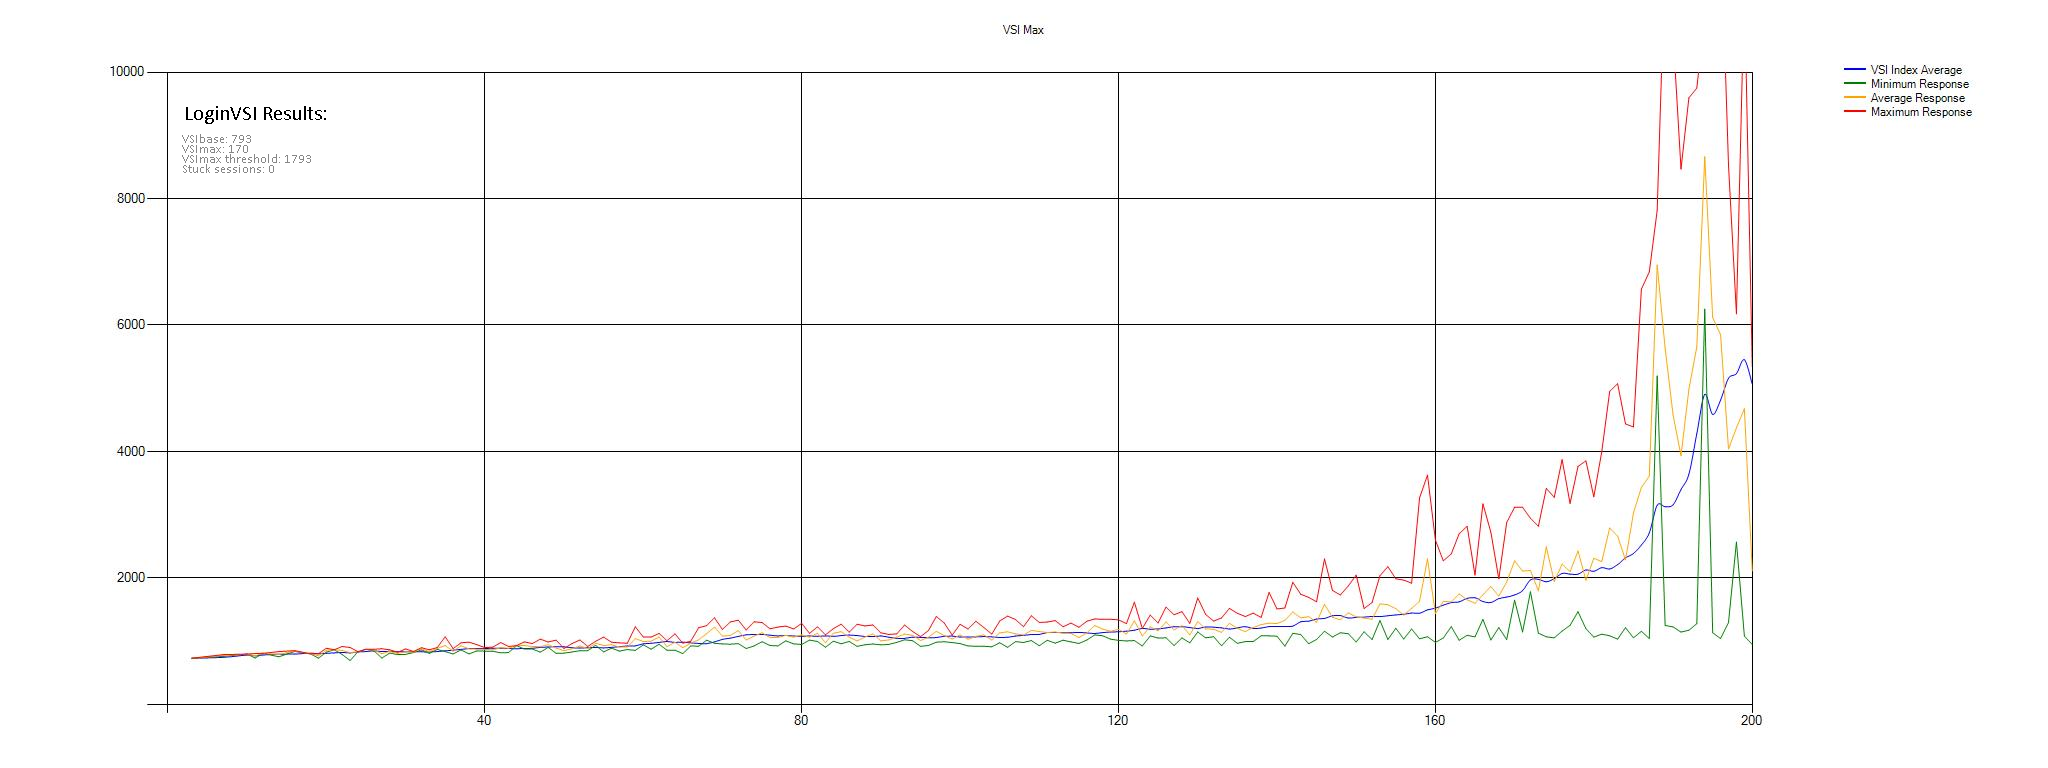 VSI Max
10000
8000
6000
4000
2000
LoginVSI Results:
VSIbase: 793
VSImax: 170
VSImax threshold: 1793
Stuck sessions: 0
VSI Index Average
Minimum Response
Average Response
Maximum Response
40
80
120
160
200